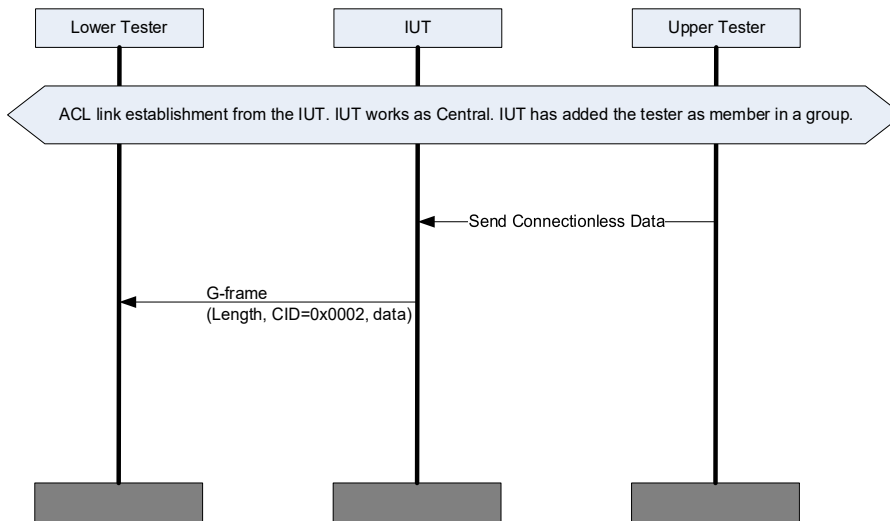 Lower Tester
IUT
Upper Tester
ACL link establishment from the IUT. IUT works as Central. IUT has added the tester as member in a group.
Send Connectionless Data
G-frame
(Length, CID=0x0002, data)